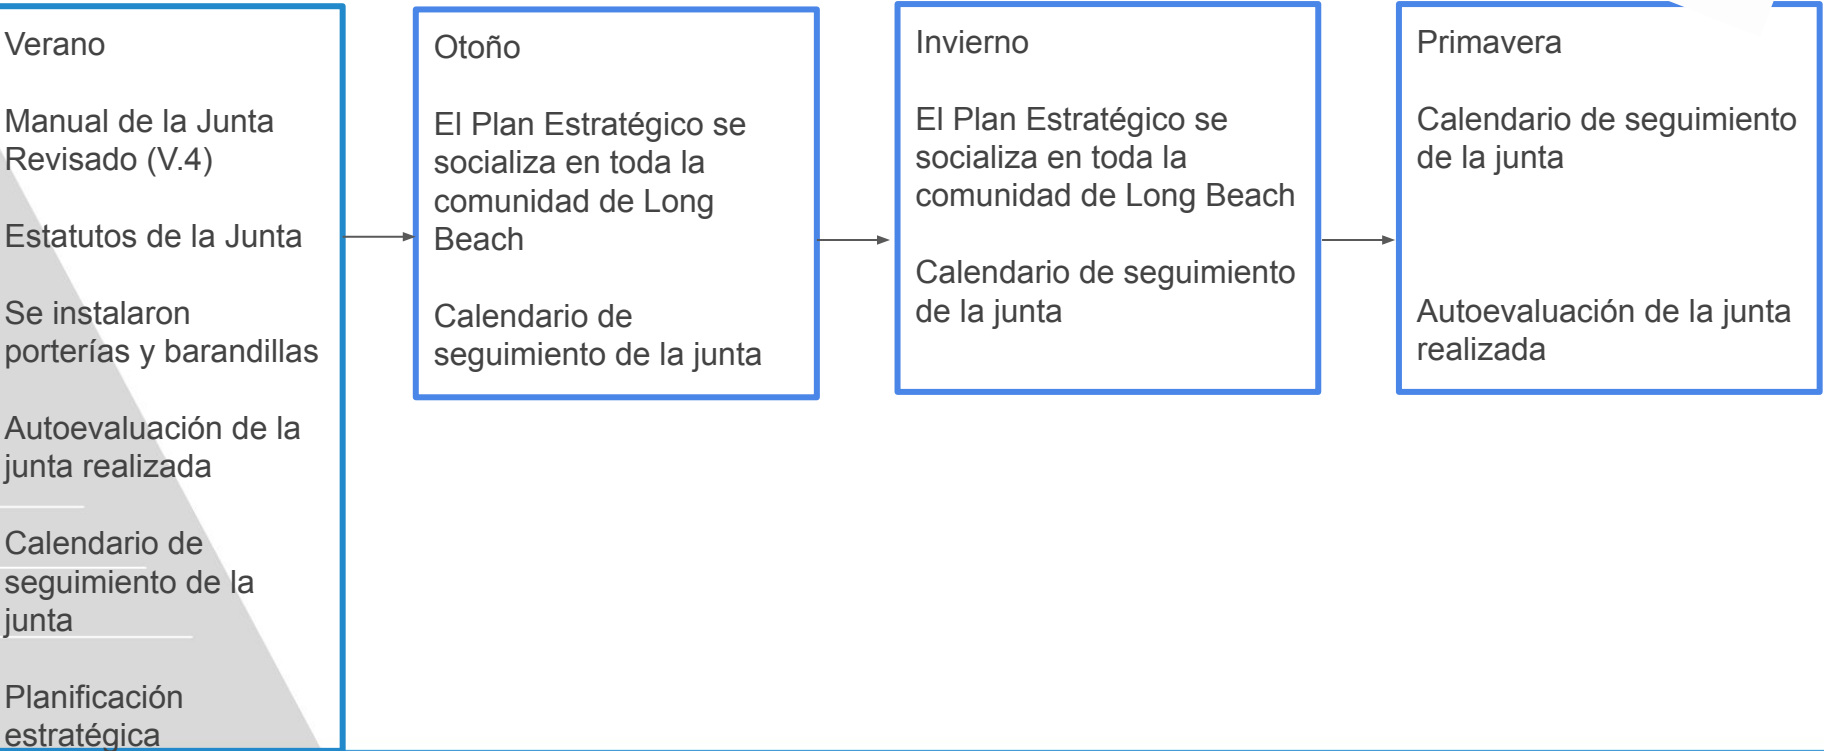 Verano
Manual de la Junta
Revisado (V.4)
Estatutos de la Junta
Se instalaron
porterías y barandillas
Autoevaluación de la
junta realizada
Calendario de
seguimiento de la
junta
Planificación
estratégica
Otoño
El Plan Estratégico se
socializa en toda la
comunidad de Long
Beach
Calendario de
seguimiento de la junta
Invierno
El Plan Estratégico se
socializa en toda la
comunidad de Long Beach
Calendario de seguimiento
de la junta
Primavera
Calendario de seguimiento
de la junta
Autoevaluación de la junta
realizada